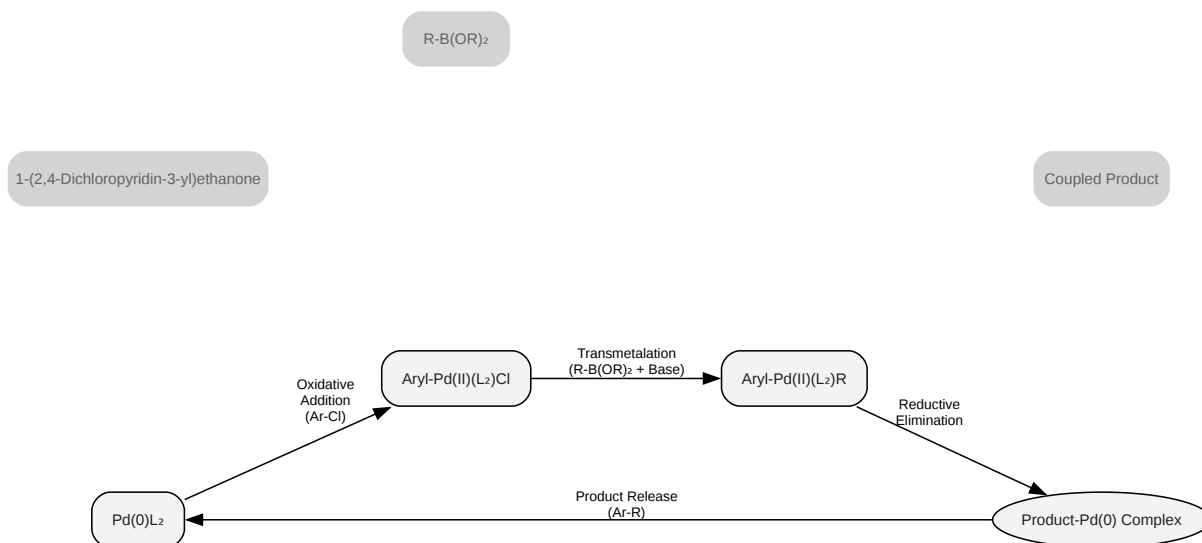 R-B(OR)₂
1-(2,4-Dichloropyridin-3-yl)ethanone
Coupled Product
Aryl-Pd(II)(L₂)Cl
Transmetalation
(R-B(OR)₂ + Base)
Aryl-Pd(II)(L₂)R
Oxidative
Addition
(Ar-Cl)
Reductive
Elimination
Pd(0)L₂
Product Release
(Ar-R)
Product-Pd(0) Complex